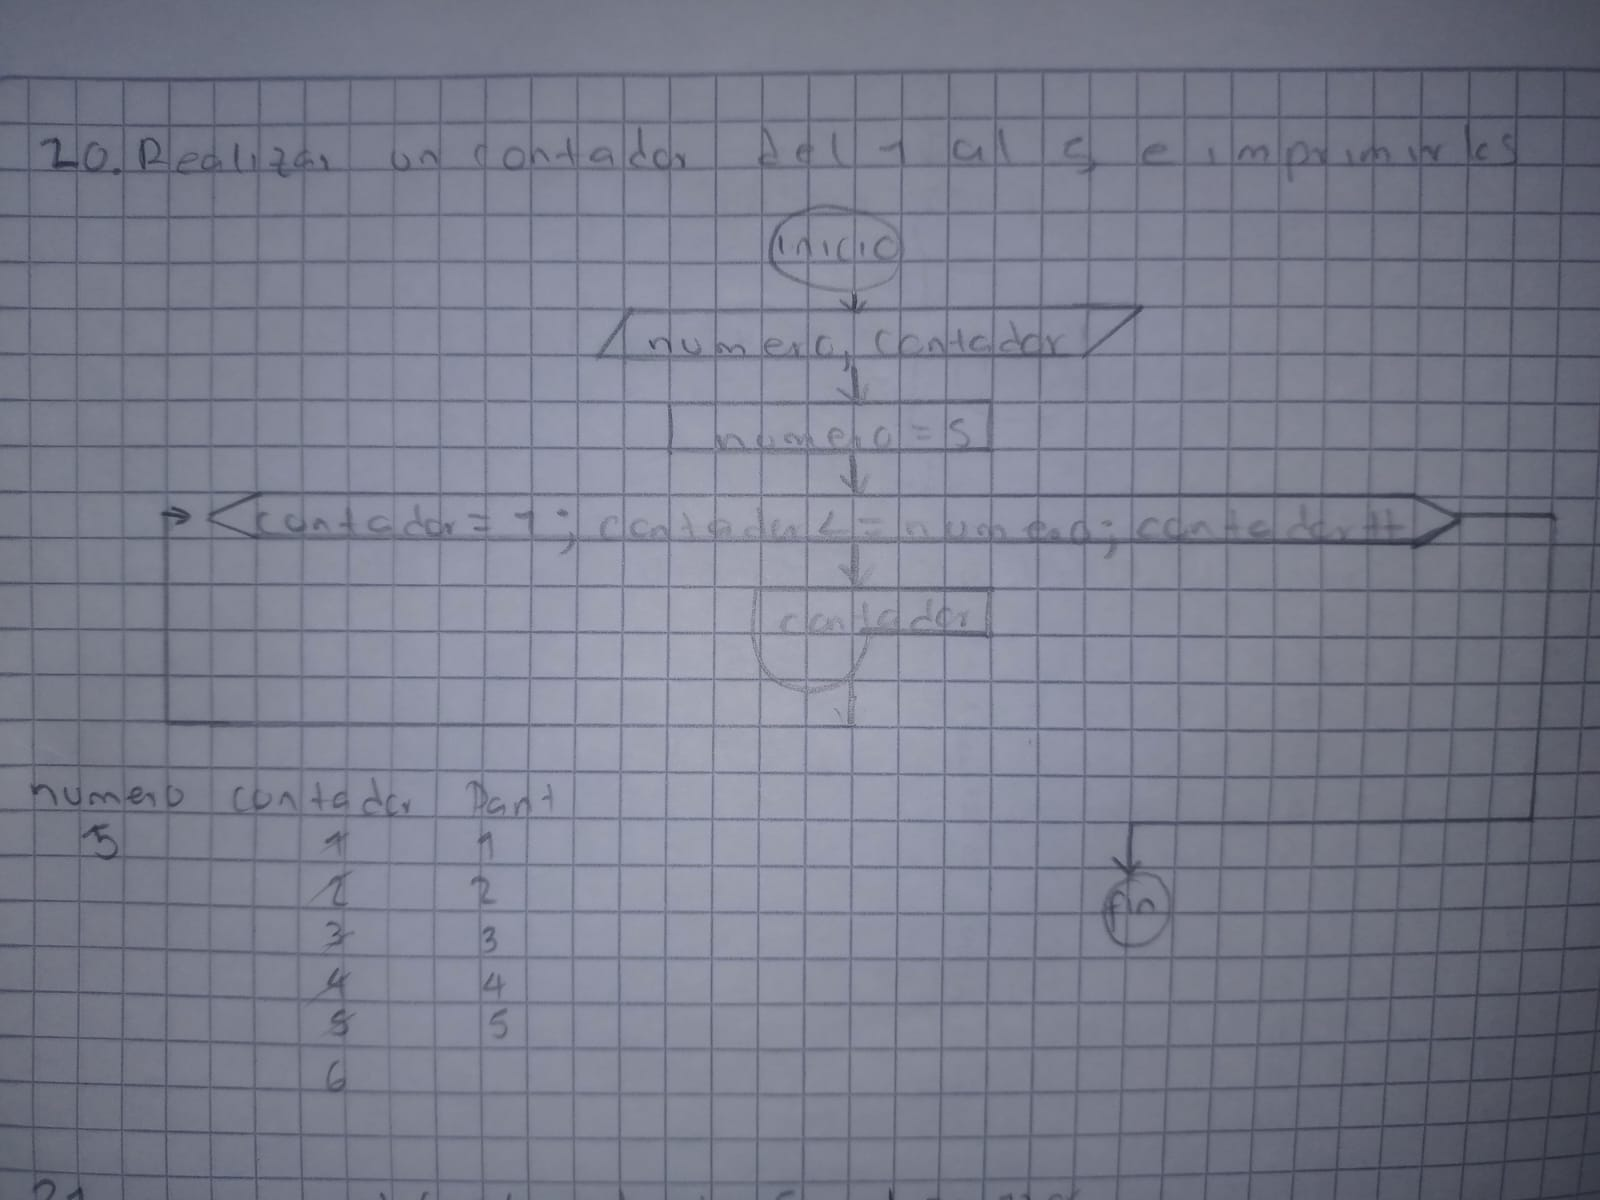 20. Realizar un contador del 1 al 5 e imprimirles
inicio
numero, contador
numero = 5
contador = 1; contador <= numero; contador++
contador
numero contador Pant
5 1 1
2 2
3 3
4 4
5 5
6
fin